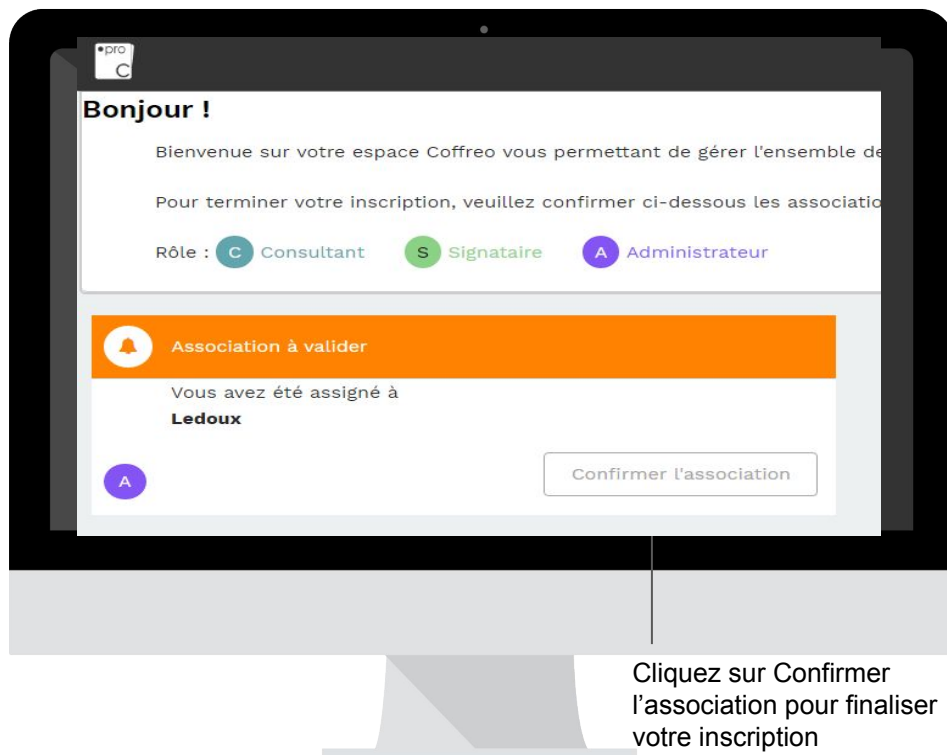 •pro
C
Bonjour !
Bienvenue sur votre espace Coffreo vous permettant de gérer l'ensemble de
Pour terminer votre inscription, veuillez confirmer ci-dessous les associatio
Rôle : C Consultant S Signataire A Administrateur
Association à valider
Vous avez été assigné à
Ledoux
A
Confirmer l'association
Cliquez sur Confirmer
l’association pour finaliser
votre inscription